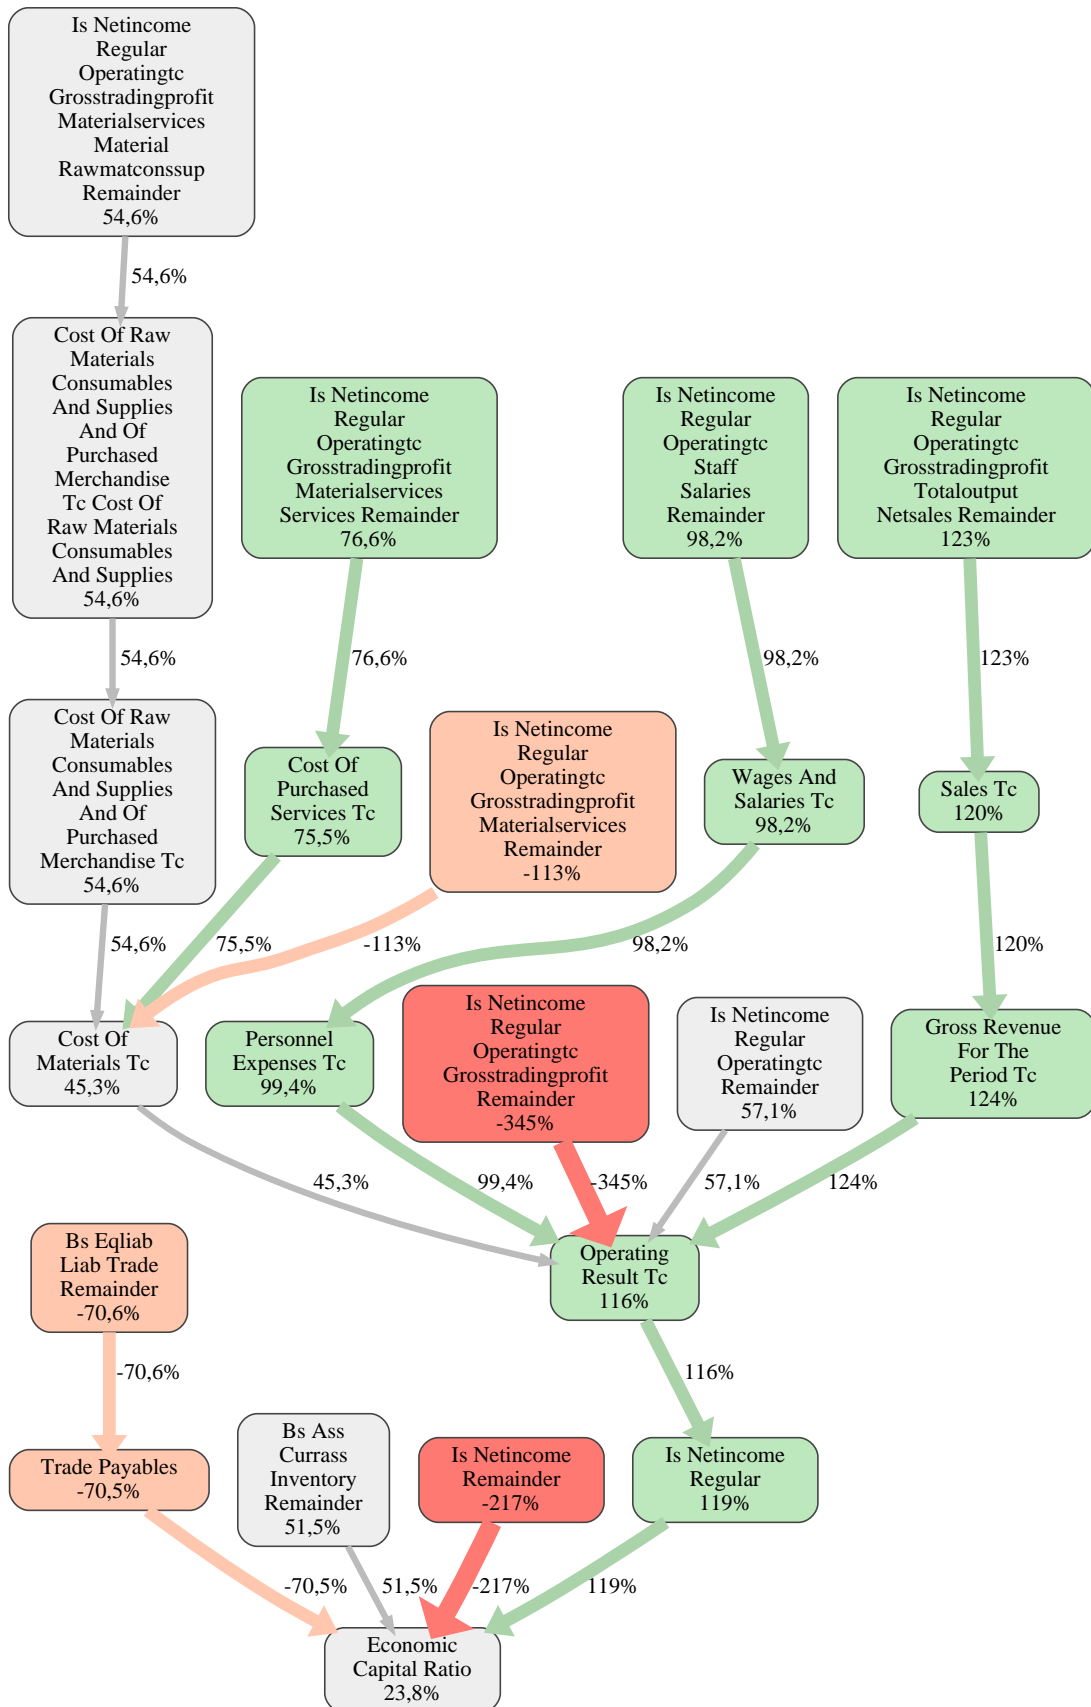 Is Netincome
Regular
Operatingtc
Grosstradingprofit
Materialservices
Material
Rawmatconssup
Remainder
54,6%
54,6%
Cost Of Raw
Materials
Consumables
And Supplies
And Of
Purchased
Merchandise
Tc Cost Of
Raw Materials
Consumables
And Supplies
54,6%
Is Netincome
Regular
Operatingtc
Grosstradingprofit
Materialservices
Services Remainder
76,6%
Is Netincome
Regular
Operatingtc
Staff
Salaries
Remainder
98,2%
Is Netincome
Regular
Operatingtc
Grosstradingprofit
Totaloutput
Netsales Remainder
123%
54,6%
76,6%
98,2%
123%
Cost Of Raw
Materials
Consumables
And Supplies
And Of
Purchased
Merchandise Tc
54,6%
Cost Of
Purchased
Services Tc
75,5%
Is Netincome
Regular
Operatingtc
Grosstradingprofit
Materialservices
Remainder
-113%
Wages And
Salaries Tc
98,2%
Sales Tc
120%
54,6%
75,5%
-113%
98,2%
120%
Cost Of
Materials Tc
45,3%
Personnel
Expenses Tc
99,4%
Is Netincome
Regular
Operatingtc
Grosstradingprofit
Remainder
-345%
Is Netincome
Regular
Operatingtc
Remainder
57,1%
Gross Revenue
For The
Period Tc
124%
45,3%
99,4%
-345%
57,1%
124%
Bs Eqliab
Liab Trade
Remainder
-70,6%
Operating
Result Tc
116%
-70,6%
116%
Trade Payables
-70,5%
Bs Ass
Currass
Inventory
Remainder
51,5%
Is Netincome
Remainder
-217%
Is Netincome
Regular
119%
-70,5%
51,5%
-217%
119%
Economic
Capital Ratio
23,8%